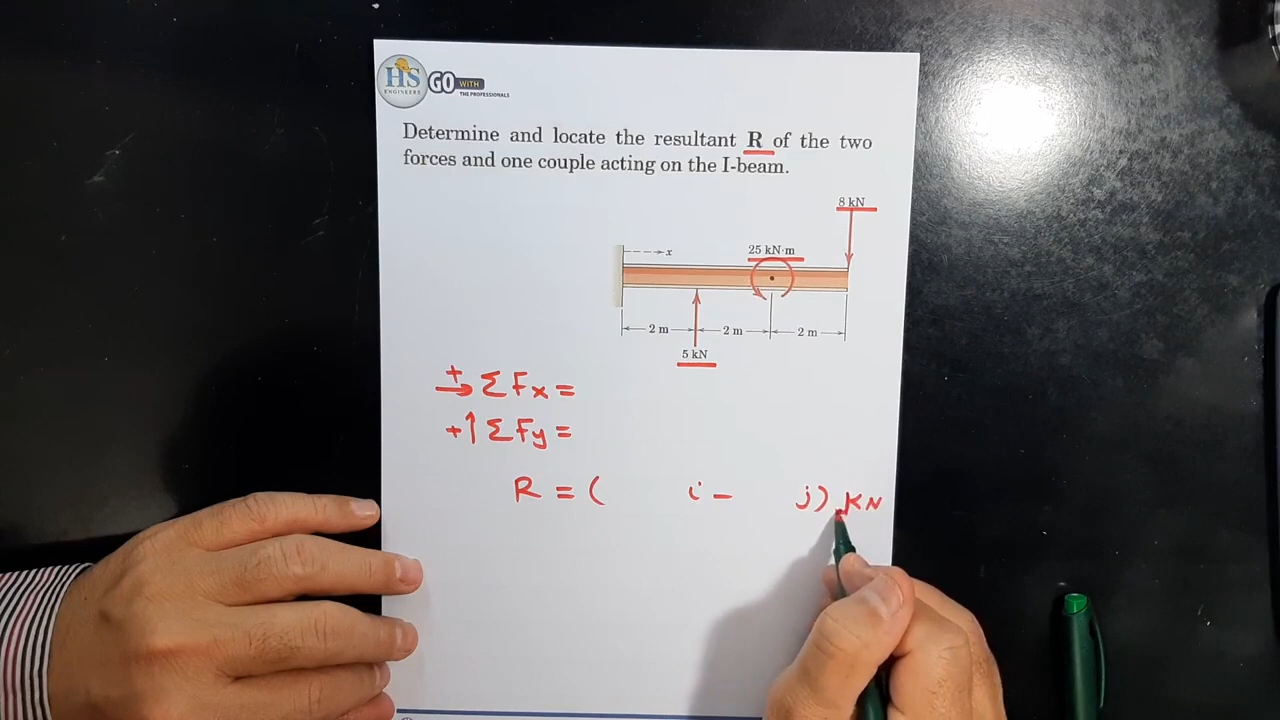 HS
ENGINEERS
GO WITH
THE PROFESSIONALS
Determine and locate the resultant R of the two
forces and one couple acting on the I-beam.
8 kN
x
25 kN·m
2 m
2 m
2 m
5 kN
+→ ΣFx =
+↑ ΣFy =
R = ( i - j) KN